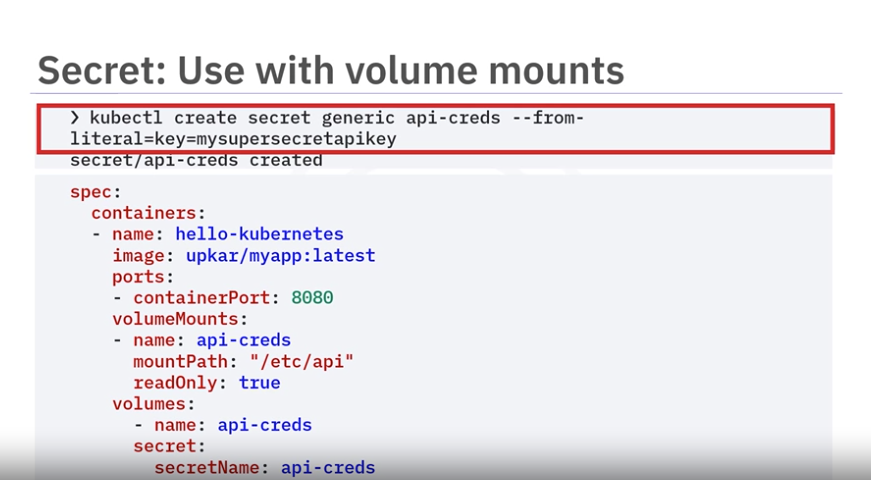 Secret: Use with volume mounts
❯ kubectl create secret generic api-creds --from-
literal=key=mysupersecretapikey
secret/api-creds created
spec:
  containers:
  - name: hello-kubernetes
    image: upkar/myapp:latest
    ports:
    - containerPort: 8080
    volumeMounts:
    - name: api-creds
      mountPath: "/etc/api"
      readOnly: true
    volumes:
      - name: api-creds
      secret:
        secretName: api-creds